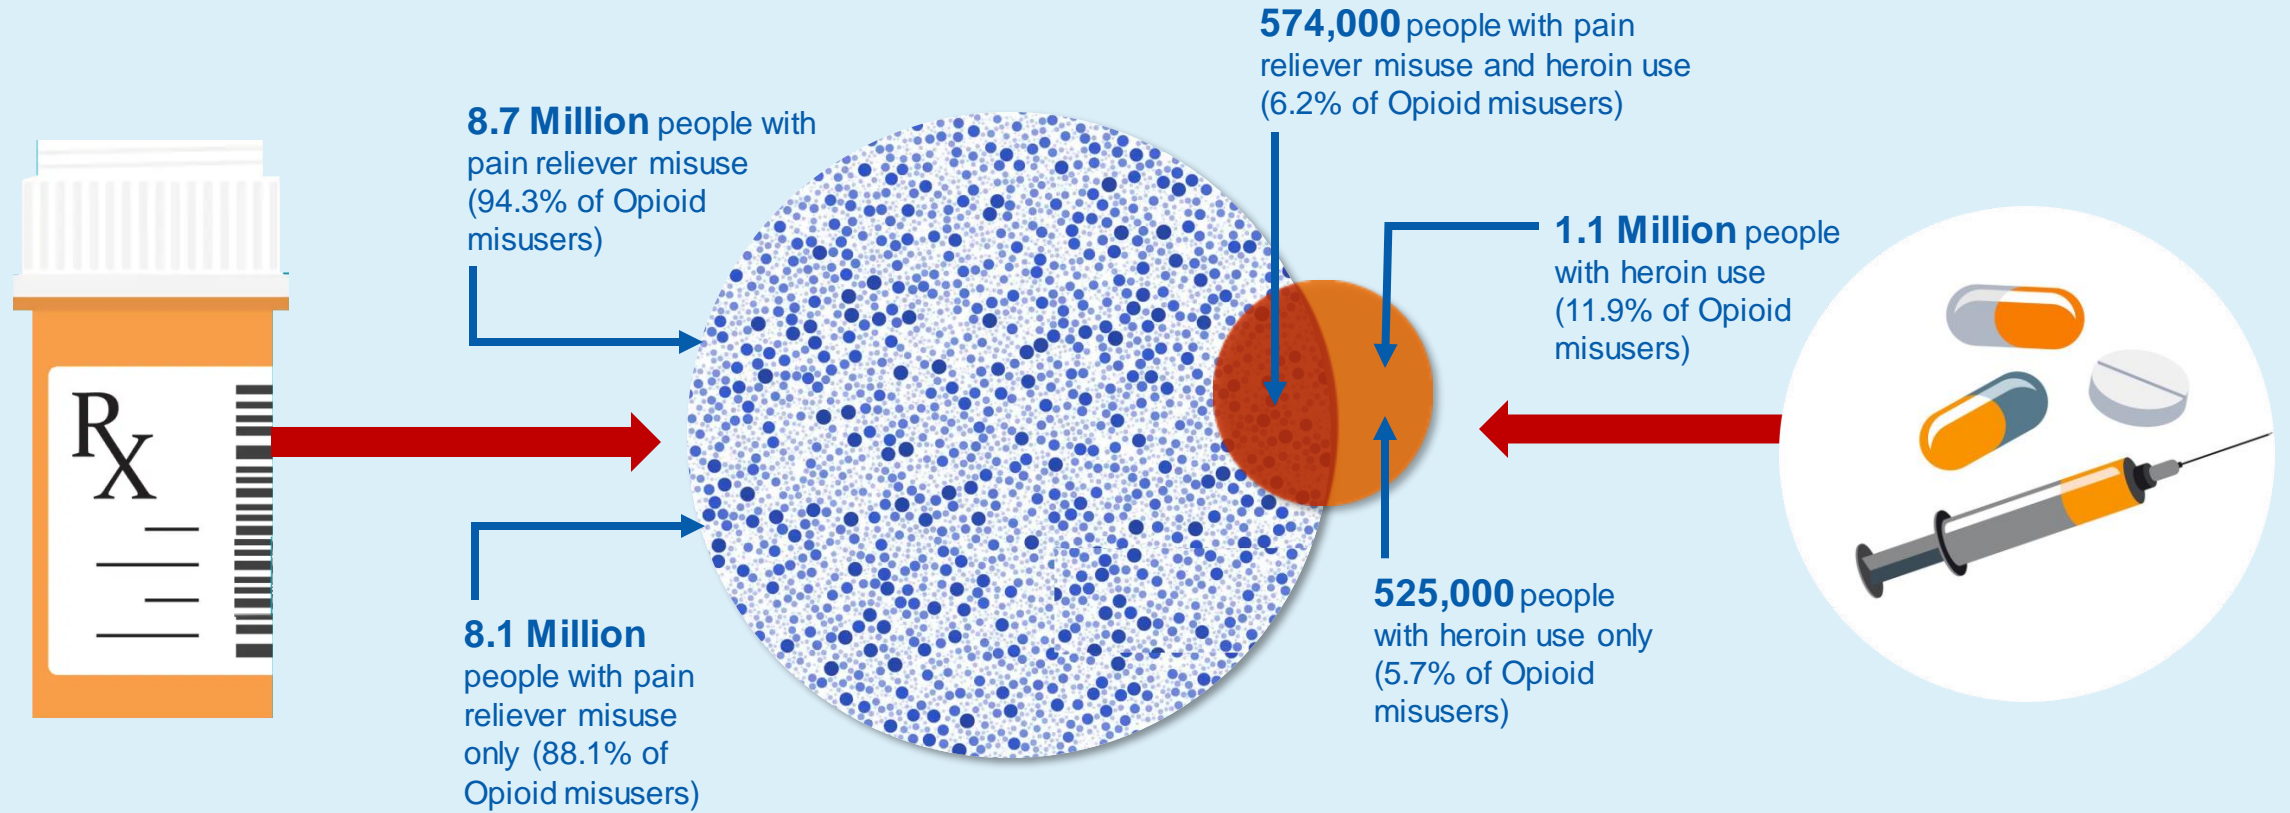 574,000 people with pain
reliever misuse and heroin use
(6.2% of Opioid misusers)
8.7 Million people with
pain reliever misuse
(94.3% of Opioid
misusers)
1.1 Million people
with heroin use
(11.9% of Opioid
misusers)
Rx
8.1 Million
people with pain
reliever misuse
only (88.1% of
Opioid misusers)
525,000 people
with heroin use only
(5.7% of Opioid
misusers)